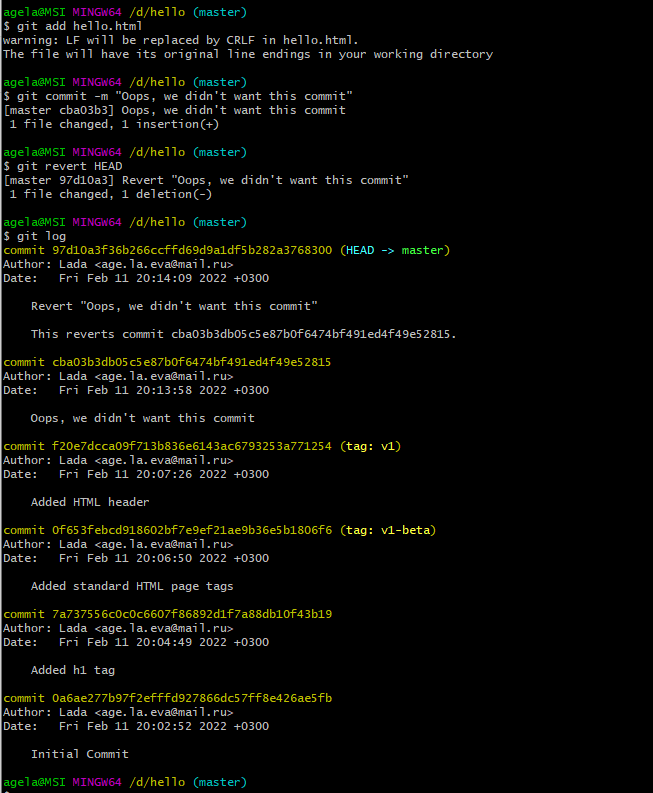 agela@MSI MINGW64 /d/hello (master)
$ git add hello.html
warning: LF will be replaced by CRLF in hello.html.
The file will have its original line endings in your working directory
agela@MSI MINGW64 /d/hello (master)
$ git commit -m "Oops, we didn't want this commit"
[master cba03b3] Oops, we didn't want this commit
 1 file changed, 1 insertion(+)
agela@MSI MINGW64 /d/hello (master)
$ git revert HEAD
[master 97d10a3] Revert "Oops, we didn't want this commit"
 1 file changed, 1 deletion(-)
agela@MSI MINGW64 /d/hello (master)
$ git log
commit 97d10a3f36b266ccffd69d9a1df5b282a3768300 (HEAD -> master)
Author: Lada <age.la.eva@mail.ru>
Date:   Fri Feb 11 20:14:09 2022 +0300
    Revert "Oops, we didn't want this commit"
    This reverts commit cba03b3db05c5e87b0f6474bf491ed4f49e52815.
commit cba03b3db05c5e87b0f6474bf491ed4f49e52815
Author: Lada <age.la.eva@mail.ru>
Date:   Fri Feb 11 20:13:58 2022 +0300
    Oops, we didn't want this commit
commit f20e7dcca09f713b836e6143ac6793253a771254 (tag: v1)
Author: Lada <age.la.eva@mail.ru>
Date:   Fri Feb 11 20:07:26 2022 +0300
    Added HTML header
commit 0f653febcd918602bf7e9ef21ae9b36e5b1806f6 (tag: v1-beta)
Author: Lada <age.la.eva@mail.ru>
Date:   Fri Feb 11 20:06:50 2022 +0300
    Added standard HTML page tags
commit 7a737556c0c0c6607f86892d1f7a88db10f43b19
Author: Lada <age.la.eva@mail.ru>
Date:   Fri Feb 11 20:04:49 2022 +0300
    Added h1 tag
commit 0a6ae277b97f2efffd927866dc57ff8e426ae5fb
Author: Lada <age.la.eva@mail.ru>
Date:   Fri Feb 11 20:02:52 2022 +0300
    Initial Commit
agela@MSI MINGW64 /d/hello (master)